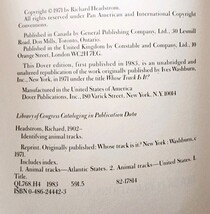 Copyright © 1971 by Richard Headstrom.
All rights reserved under Pan American and International Copyright
Conventions.
Published in Canada by General Publishing Company, Ltd., 30 Lesmill
Road, Don Mills, Toronto, Ontario.
Published in the United Kingdom by Constable and Company, Ltd., 10
Orange Street, London WC2H 7EG.
This Dover edition, first published in 1983, is an unabridged and
unaltered republication of the work originally published by Ives Washburn,
Inc., New York, in 1971 under the title Whose Track Is It?
Manufactured in the United States of America
Dover Publications, Inc., 180 Varick Street, New York, N.Y. 10014
Library of Congress Cataloging in Publication Data
Headstrom, Richard, 1902–
Identifying animal tracks.
Reprint. Originally published: Whose track is it? New York : Washburn,
1971.
Includes index.
1. Animal tracks—Atlases. 2. Animal tracks—United States. I.
Title.
QL768.H4 1983 591.5 82-17814
ISBN 0-486-24442-3